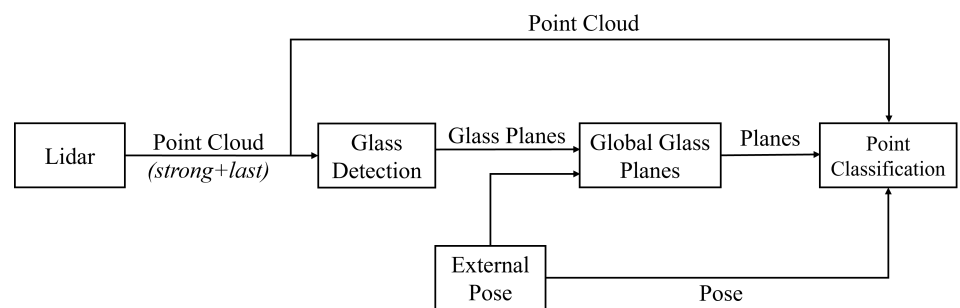 Point Cloud
Lidar
Point Cloud
(strong+last)
Glass
Detection
Glass Planes
Global Glass
Planes
Planes
Point
Classification
External
Pose
Pose